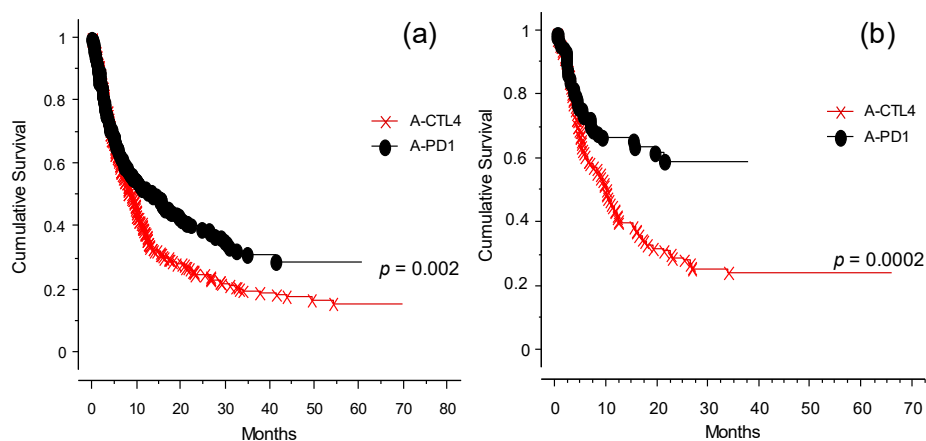 (a)
Cumulative Survival
1
0.8
0.6
0.4
0.2
0
A-CTL4
A-PD1
p = 0.002
0 10 20 30 40 50 60 70 80
Months
(b)
Cumulative Survival
1
0.8
0.6
0.4
0.2
0
A-CTL4
A-PD1
p = 0.0002
0 10 20 30 40 50 60 70
Months